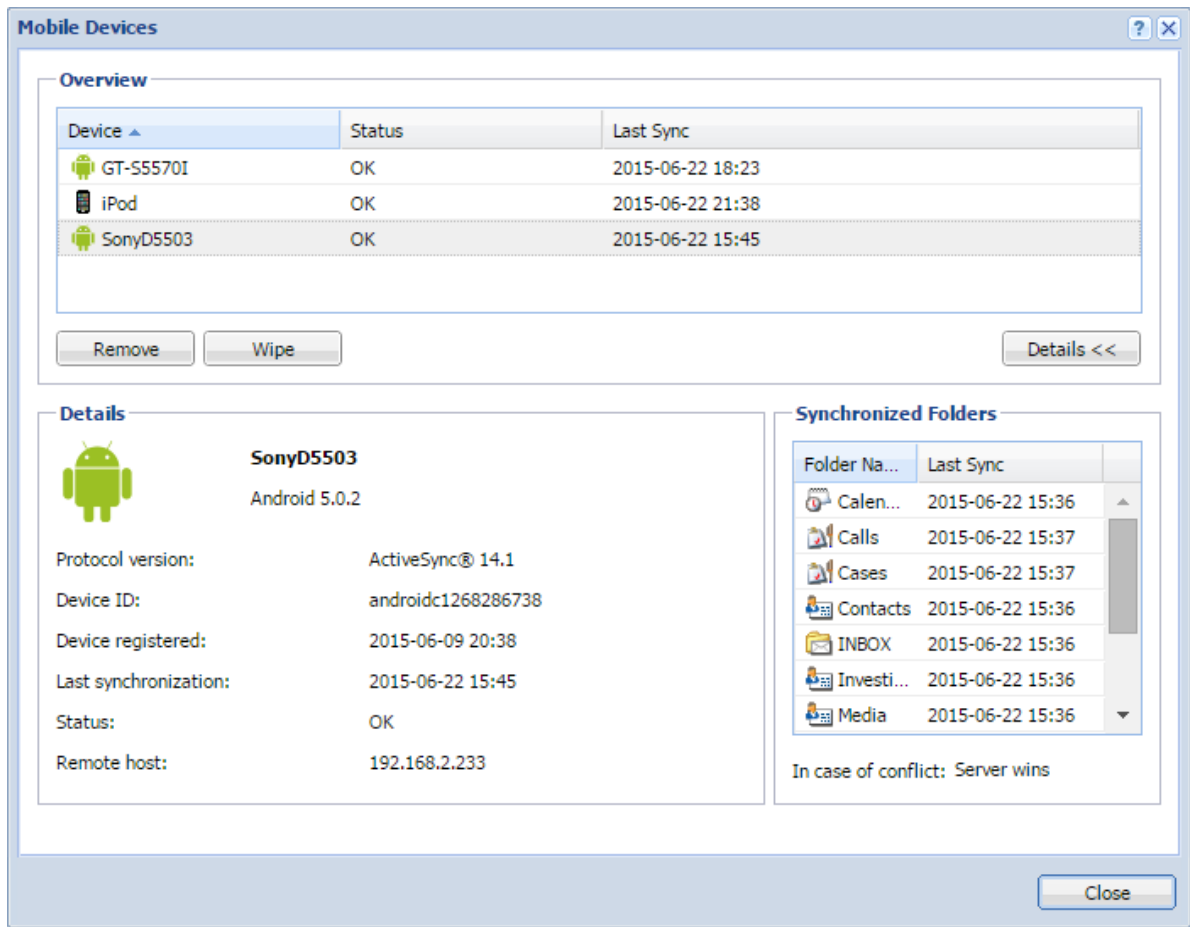 Mobile Devices
?
Overview
Device Status Last Sync
GT-S5570I OK 2015-06-22 18:23
iPod OK 2015-06-22 21:38
SonyD5503 OK 2015-06-22 15:45
Remove Wipe Details <<
Details
SonyD5503
Android 5.0.2
Protocol version: ActiveSync® 14.1
Device ID: androidc1268286738
Device registered: 2015-06-09 20:38
Last synchronization: 2015-06-22 15:45
Status: OK
Remote host: 192.168.2.233
Synchronized Folders
Folder Na... Last Sync
Calen... 2015-06-22 15:36
Calls 2015-06-22 15:37
Cases 2015-06-22 15:37
Contacts 2015-06-22 15:36
INBOX 2015-06-22 15:36
Investi... 2015-06-22 15:36
Media 2015-06-22 15:36
In case of conflict: Server wins
Close